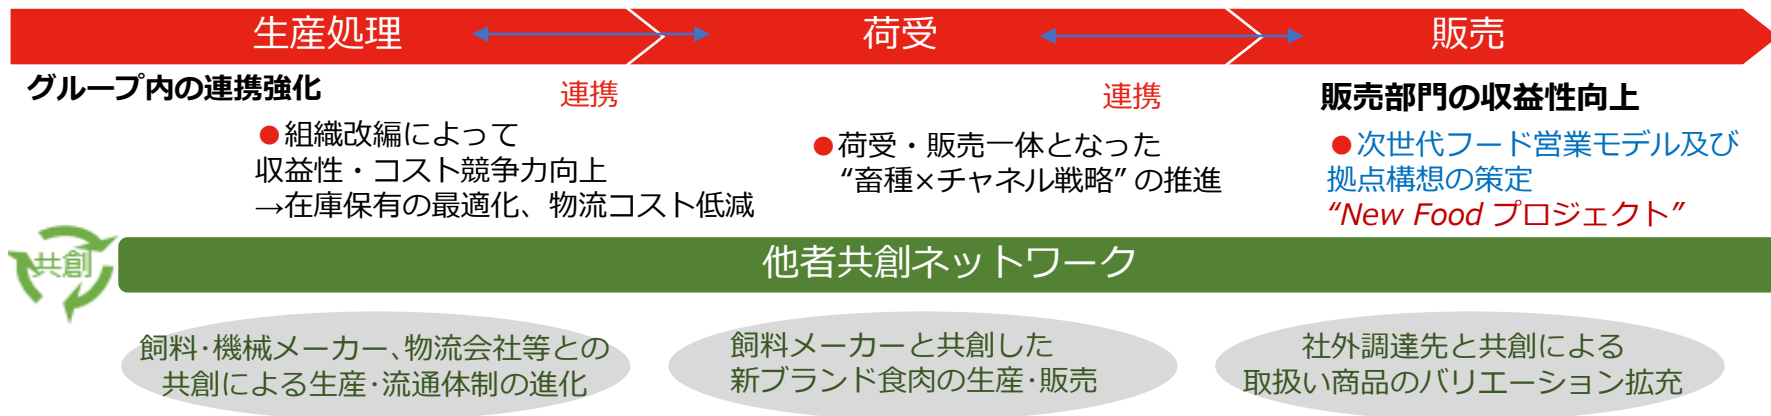 生産処理
荷受
販売
グループ内の連携強化
連携
連携
販売部門の収益性向上
●組織改編によって
収益性・コスト競争力向上
→在庫保有の最適化、物流コスト低減
●荷受・販売一体となった
“畜種×チャネル戦略” の推進
●次世代フード営業モデル及び
拠点構想の策定
“New Food プロジェクト”
共創
他者共創ネットワーク
飼料･機械メーカー､物流会社等との
共創による生産･流通体制の進化
飼料メーカーと共創した
新ブランド食肉の生産･販売
社外調達先と共創による
取扱い商品のバリエーション拡充